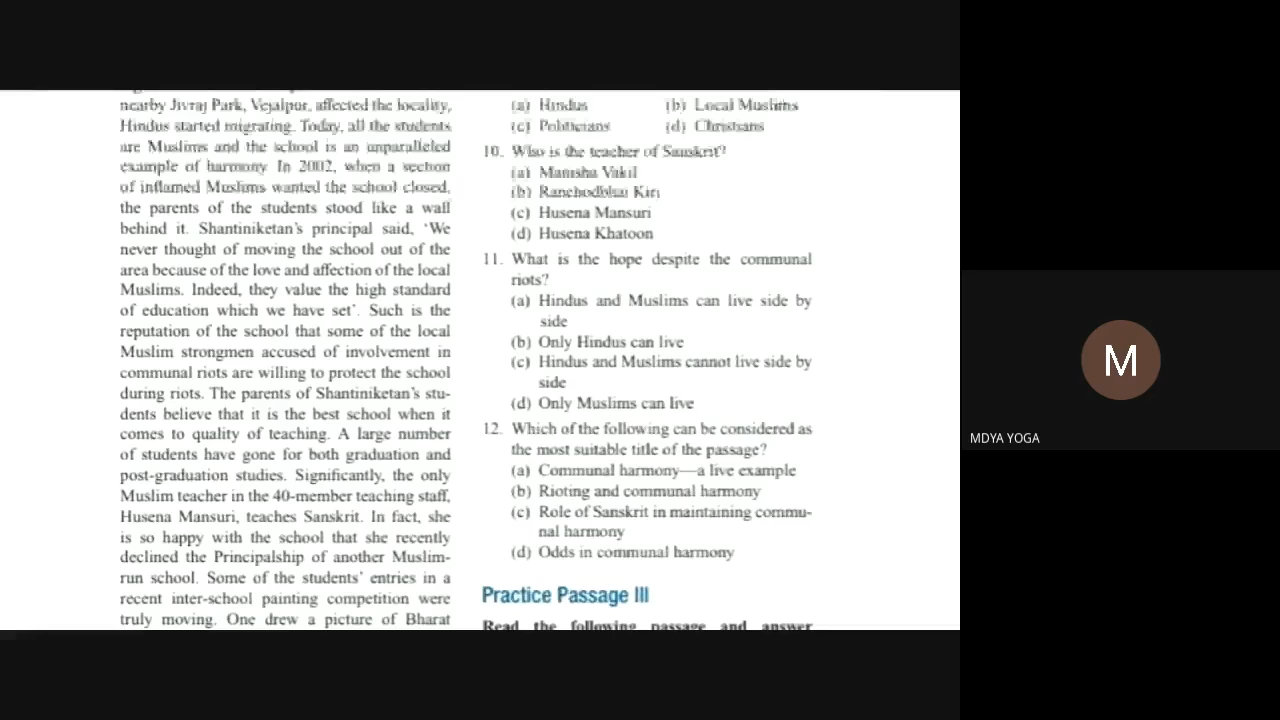 nearby Jivraj Park, Vejalpur, affected the locality,
Hindus started migrating. Today, all the students
are Muslims and the school is an unparalleled
example of harmony. In 2002, when a section
of inflamed Muslims wanted the school closed,
the parents of the students stood like a wall
behind it. Shantiniketan's principal said, 'We
never thought of moving the school out of the
area because of the love and affection of the local
Muslims. Indeed, they value the high standard
of education which we have set'. Such is the
reputation of the school that some of the local
Muslim strongmen accused of involvement in
communal riots are willing to protect the school
during riots. The parents of Shantiniketan's stu-
dents believe that it is the best school when it
comes to quality of teaching. A large number
of students have gone for both graduation and
post-graduation studies. Significantly, the only
Muslim teacher in the 40-member teaching staff,
Husena Mansuri, teaches Sanskrit. In fact, she
is so happy with the school that she recently
declined the Principalship of another Muslim-
run school. Some of the students' entries in a
recent inter-school painting competition were
truly moving. One drew a picture of Bharat
(a) Hindus (b) Local Muslims
(c) Politicians (d) Christians
10. Who is the teacher of Sanskrit?
(a) Manisha Vakil
(b) Ranchodbhai Kiri
(c) Husena Mansuri
(d) Husena Khatoon
11. What is the hope despite the communal
riots?
(a) Hindus and Muslims can live side by
side
(b) Only Hindus can live
(c) Hindus and Muslims cannot live side by
side
(d) Only Muslims can live
12. Which of the following can be considered as
the most suitable title of the passage?
(a) Communal harmony—a live example
(b) Rioting and communal harmony
(c) Role of Sanskrit in maintaining commu-
nal harmony
(d) Odds in communal harmony
Practice Passage III
Read the following passage and answer
M
MDYA YOGA